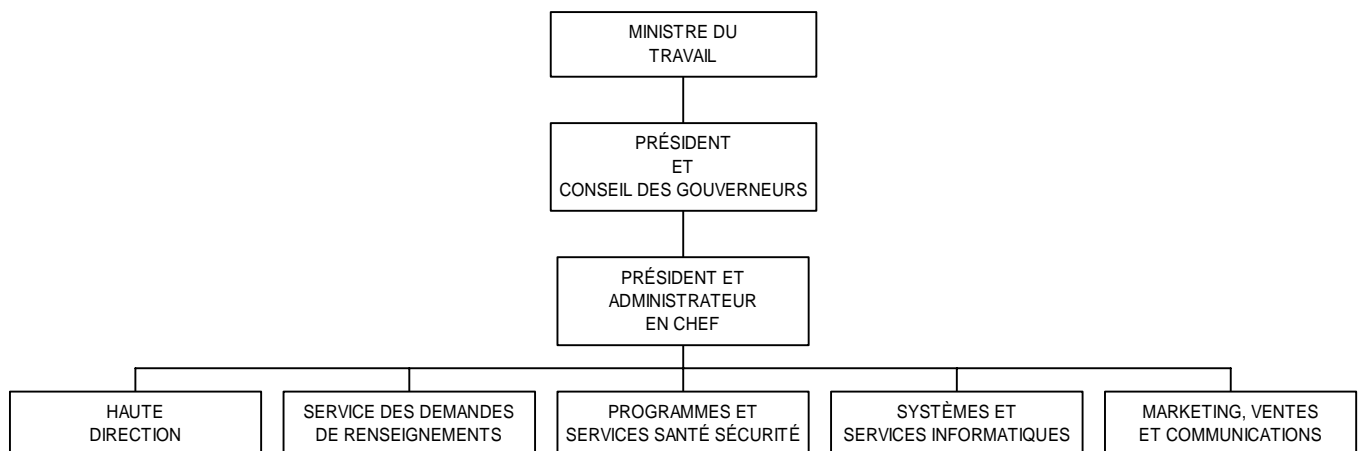 MINISTRE DU
TRAVAIL
PRÉSIDENT
ET
CONSEIL DES GOUVERNEURS
PRÉSIDENT ET
ADMINISTRATEUR
EN CHEF
HAUTE
DIRECTION
SERVICE DES DEMANDES
DE RENSEIGNEMENTS
PROGRAMMES ET
SERVICES SANTÉ SÉCURITÉ
SYSTÈMES ET
SERVICES INFORMATIQUES
MARKETING, VENTES
ET COMMUNICATIONS